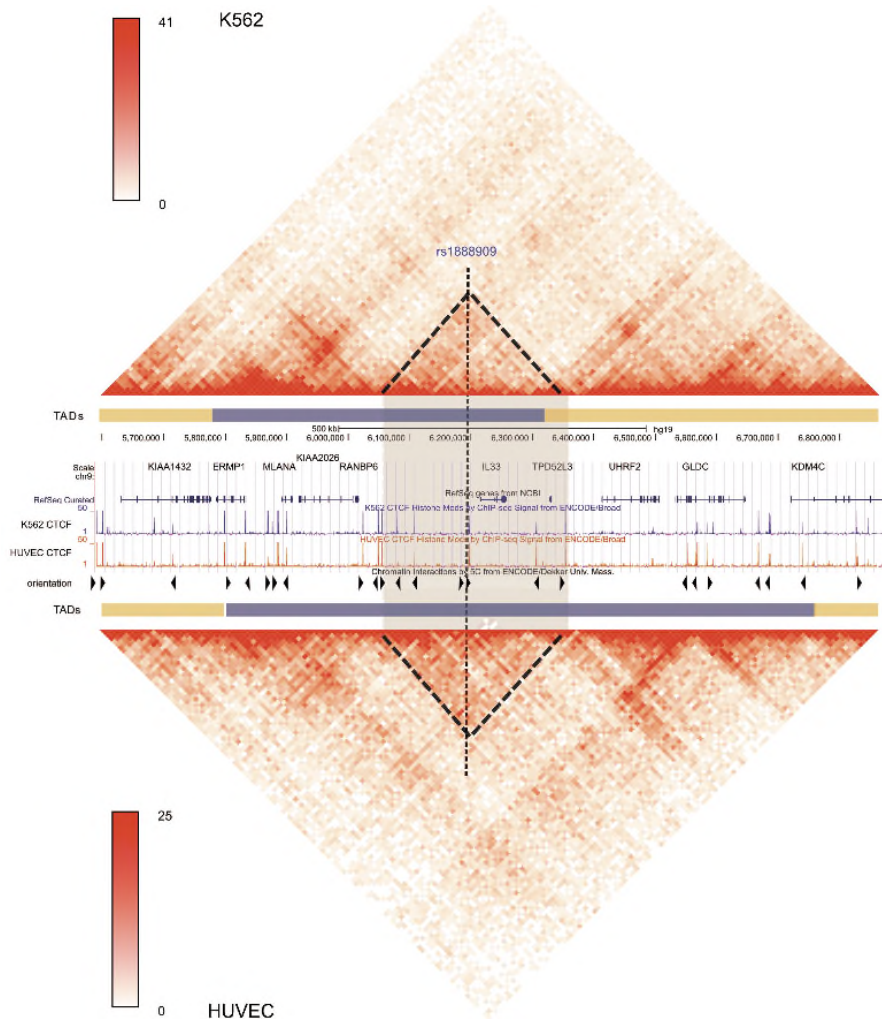 41 K562
0
rs1888909
TADs
500 kb hg19
5,700,000 5,800,000 5,900,000 6,000,000 6,100,000 6,200,000 6,300,000 6,400,000 6,500,000 6,600,000 6,700,000 6,800,000
Scale
chr9:
KIAA2026
KIAA1432 ERMP1 MLANA RANBP6 IL33 TPD52L3 UHRF2 GLDC KDM4C
RefSeq genes from NCBI
RefSeq Curated
K562 CTCF Histone Mods by ChIP-seq Signal from ENCODE/Broad
50
K562 CTCF
1
HUVEC CTCF Histone Mods by ChIP-seq Signal from ENCODE/Broad
50
HUVEC CTCF
1
Chromatin Interactions by 5C from ENCODE/Dekker Univ. Mass.
orientation
TADs
25
0
HUVEC